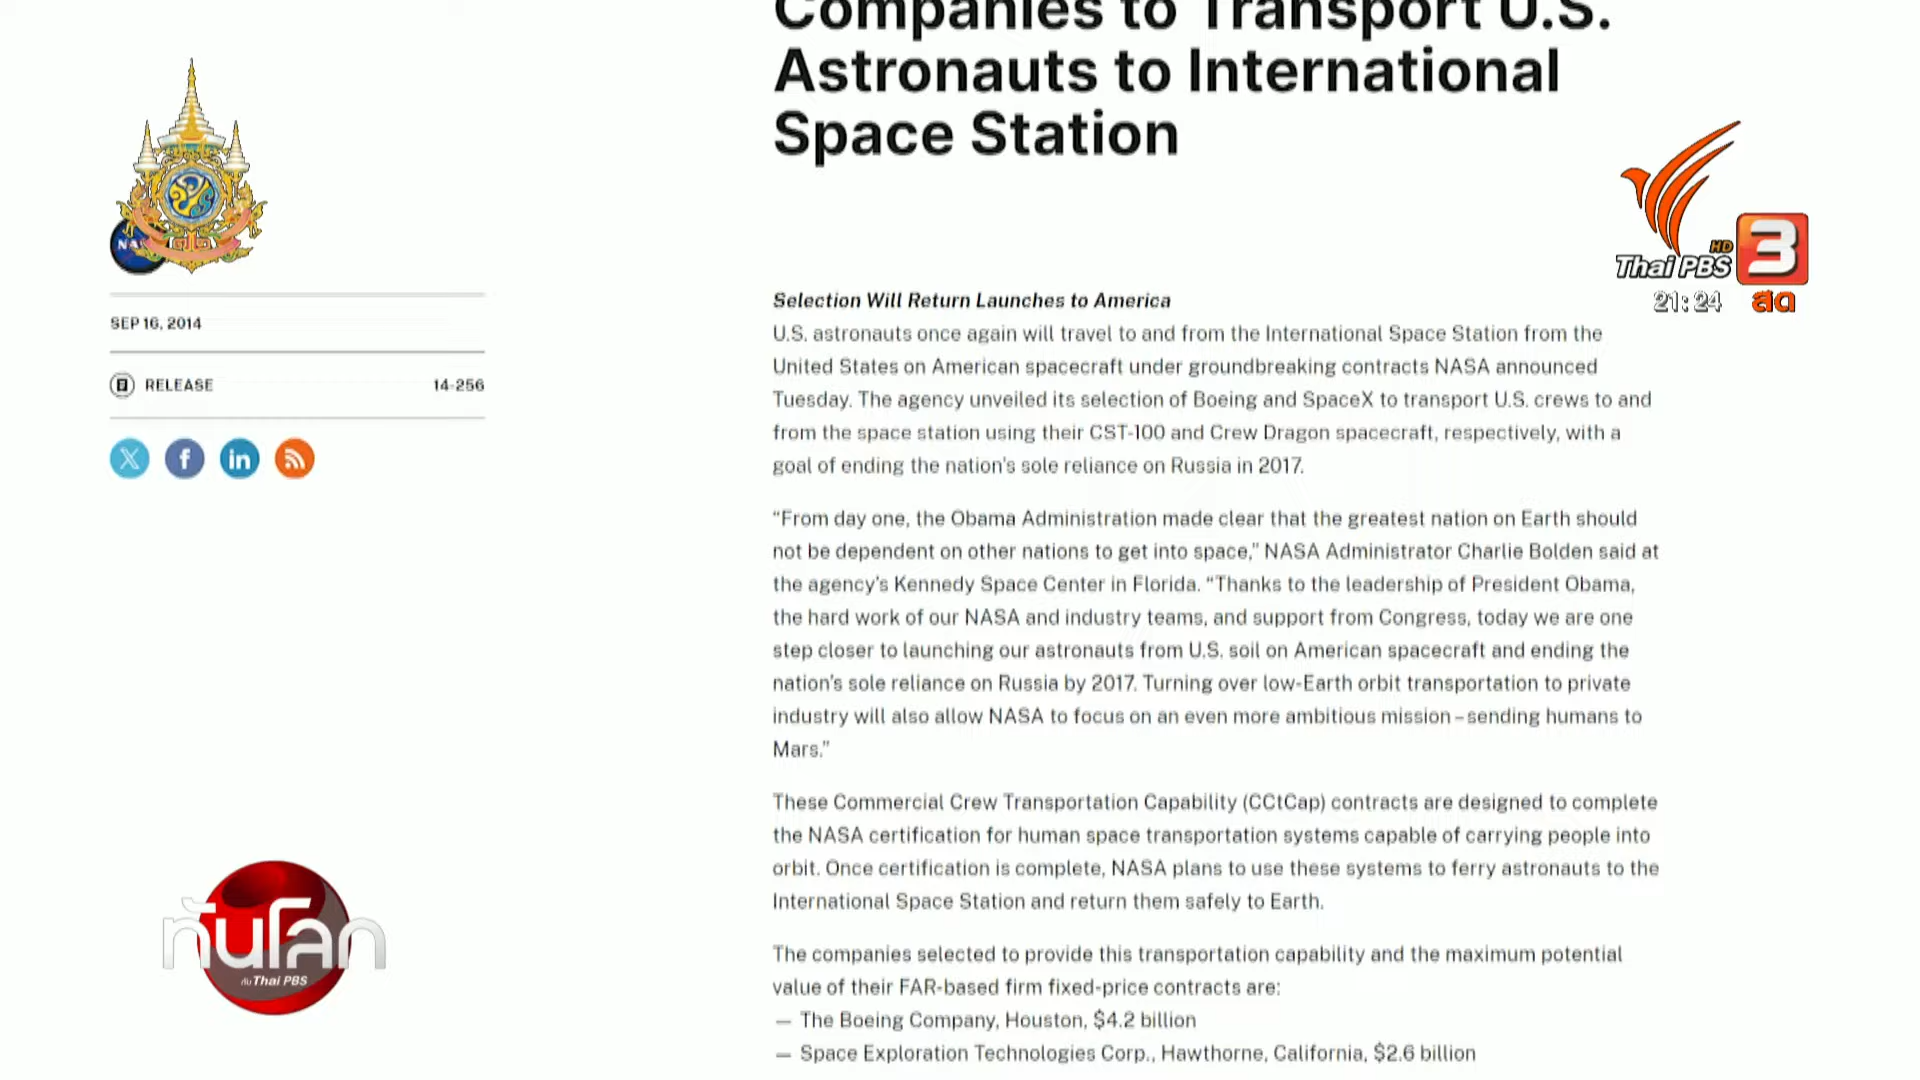 Companies to Transport U.S.
Astronauts to International
Space Station
NA
๑๐
SEP 16, 2014
RELEASE
14-256
Thai PBS
HD
3
21:24
สด
Selection Will Return Launches to America
U.S. astronauts once again will travel to and from the International Space Station from the
United States on American spacecraft under groundbreaking contracts NASA announced
Tuesday. The agency unveiled its selection of Boeing and SpaceX to transport U.S. crews to and
from the space station using their CST-100 and Crew Dragon spacecraft, respectively, with a
goal of ending the nation's sole reliance on Russia in 2017.
“From day one, the Obama Administration made clear that the greatest nation on Earth should
not be dependent on other nations to get into space,” NASA Administrator Charlie Bolden said at
the agency’s Kennedy Space Center in Florida. “Thanks to the leadership of President Obama,
the hard work of our NASA and industry teams, and support from Congress, today we are one
step closer to launching our astronauts from U.S. soil on American spacecraft and ending the
nation’s sole reliance on Russia by 2017. Turning over low-Earth orbit transportation to private
industry will also allow NASA to focus on an even more ambitious mission – sending humans to
Mars.”
These Commercial Crew Transportation Capability (CCtCap) contracts are designed to complete
the NASA certification for human space transportation systems capable of carrying people into
orbit. Once certification is complete, NASA plans to use these systems to ferry astronauts to the
International Space Station and return them safely to Earth.
The companies selected to provide this transportation capability and the maximum potential
value of their FAR-based firm fixed-price contracts are:
— The Boeing Company, Houston, $4.2 billion
— Space Exploration Technologies Corp., Hawthorne, California, $2.6 billion
ทันโลก
กับ Thai PBS